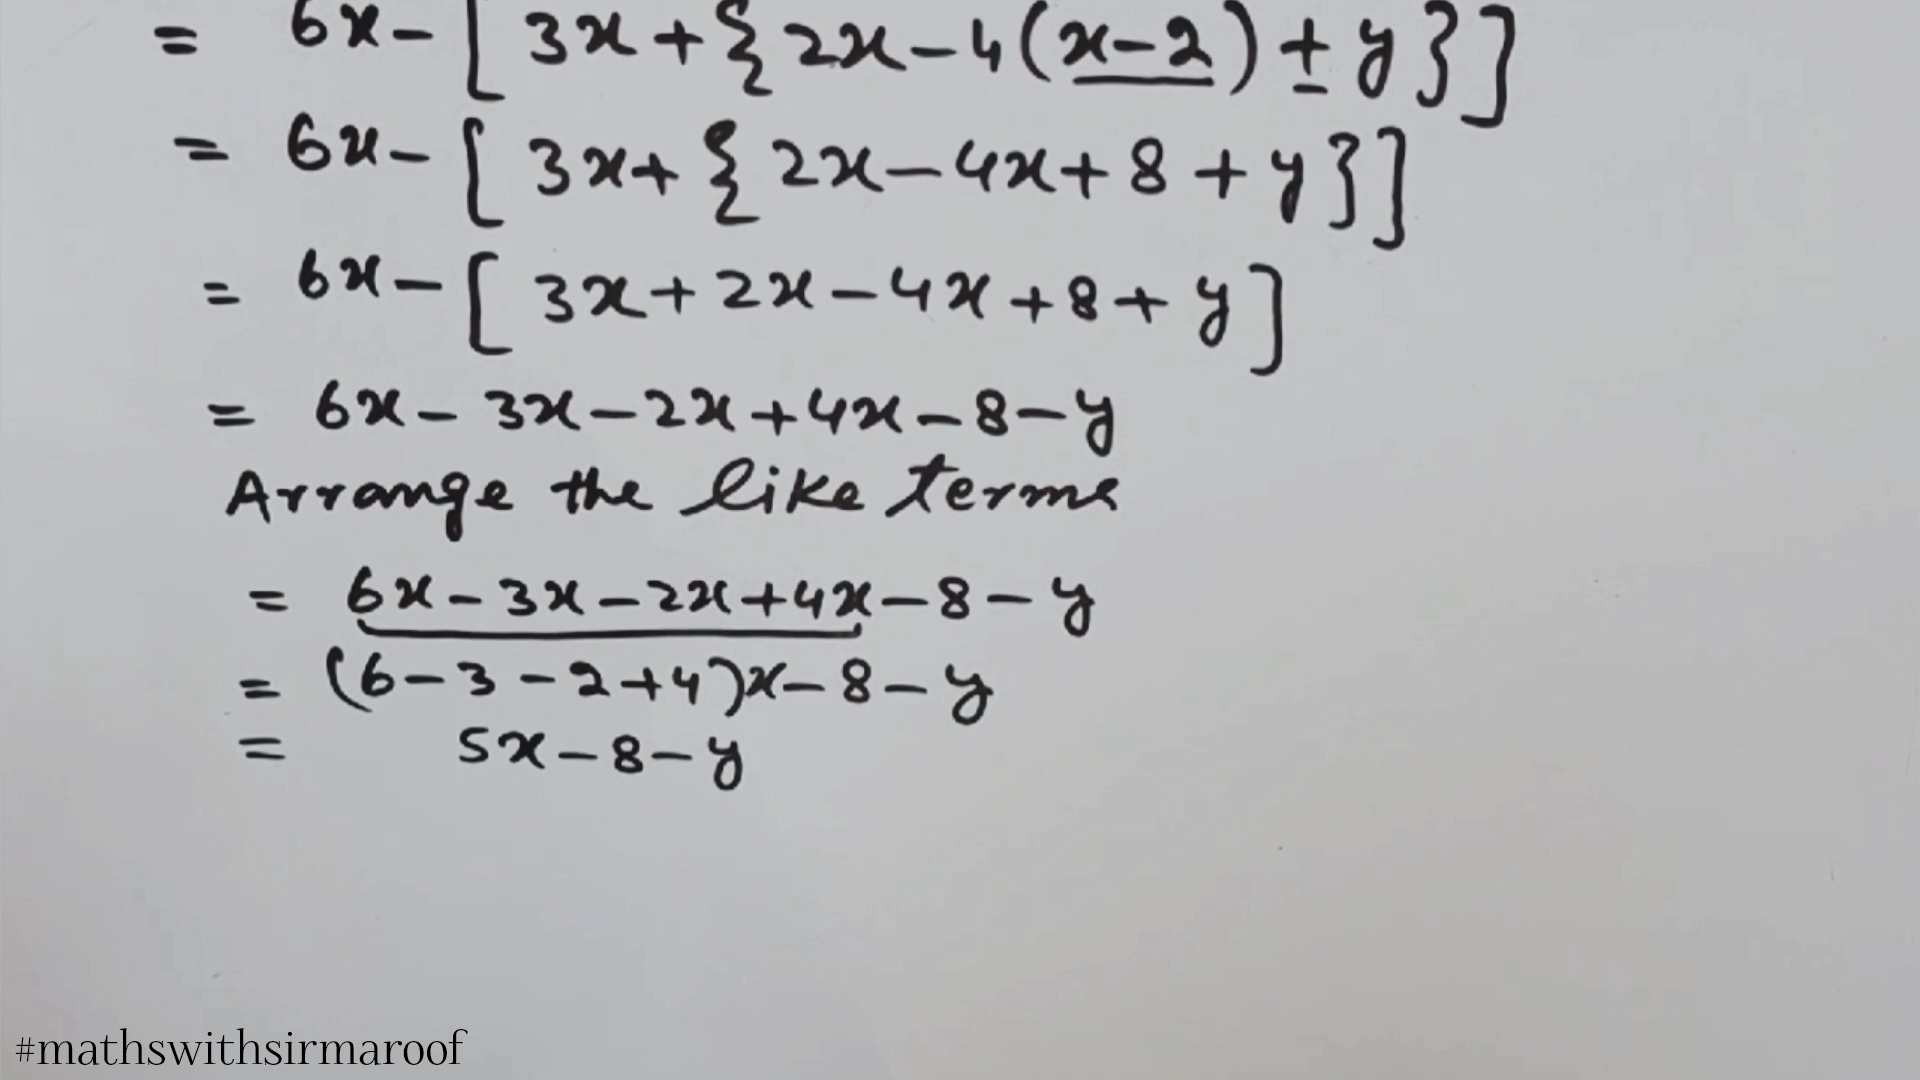 = 6x - [ 3x + { 2x - 4 ( x - 2 ) + y } ]
= 6x - [ 3x + { 2x - 4x + 8 + y } ]
= 6x - [ 3x + 2x - 4x + 8 + y ]
= 6x - 3x - 2x + 4x - 8 - y
Arrange the like terms
= 6x - 3x - 2x + 4x - 8 - y
= (6 - 3 - 2 + 4)x - 8 - y
= 5x - 8 - y
#mathswithsirmaroof